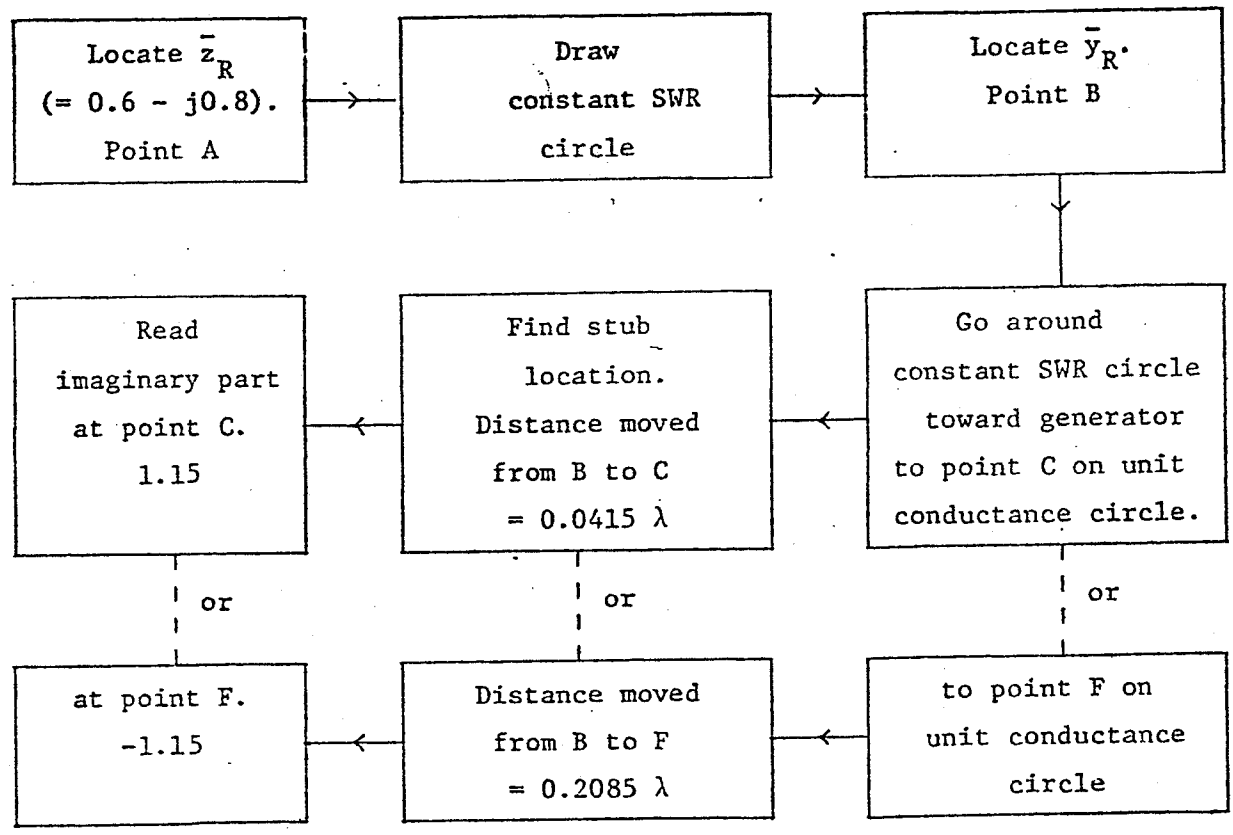 Locate z̄R
(= 0.6 - j0.8).
Point A
Draw
constant SWR
circle
Locate ȳR.
Point B
Go around
constant SWR circle
toward generator
to point C on unit
conductance circle.
Find stub
location.
Distance moved
from B to C
= 0.0415 λ
Read
imaginary part
at point C.
1.15
or
or
or
to point F on
unit conductance
circle
Distance moved
from B to F
= 0.2085 λ
at point F.
-1.15